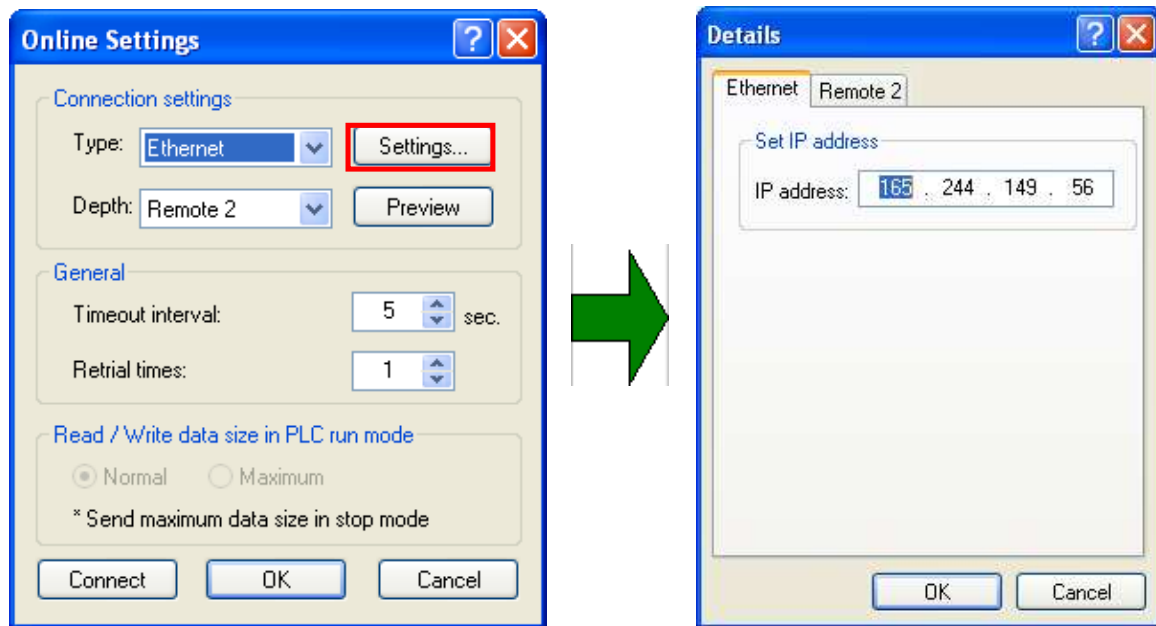 Online Settings
Connection settings
Type: Ethernet Settings...
Depth: Remote 2 Preview
General
Timeout interval: 5 sec.
Retrial times: 1
Read / Write data size in PLC run mode
Normal Maximum
* Send maximum data size in stop mode
Connect OK Cancel
Details
Ethernet Remote 2
Set IP address
IP address: 165 . 244 . 149 . 56
OK Cancel